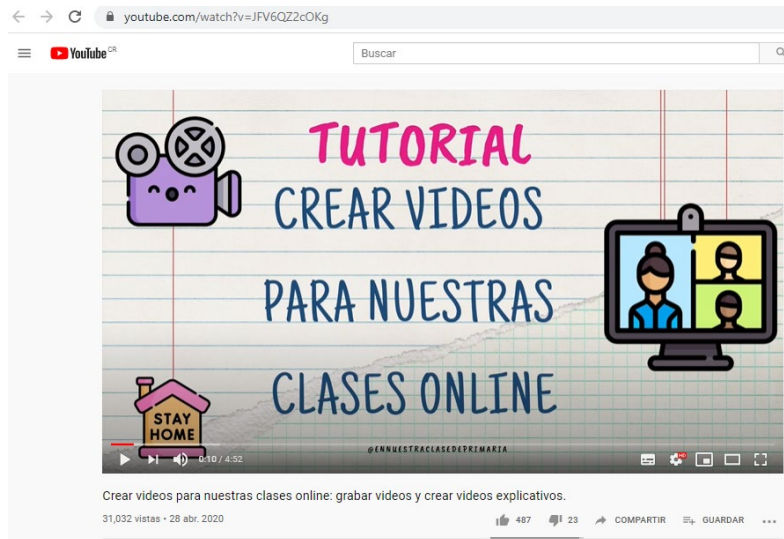 youtube.com/watch?v=JFV6QZ2cOKg
YouTube CR
Buscar
TUTORIAL
CREAR VIDEOS
PARA NUESTRAS
CLASES ONLINE
STAY
HOME
@ENNUESTRACLASEDEPRIMARIA
0:10 / 4:52
HD
Crear videos para nuestras clases online: grabar videos y crear videos explicativos.
31,032 vistas • 28 abr. 2020
487 23 COMPARTIR GUARDAR